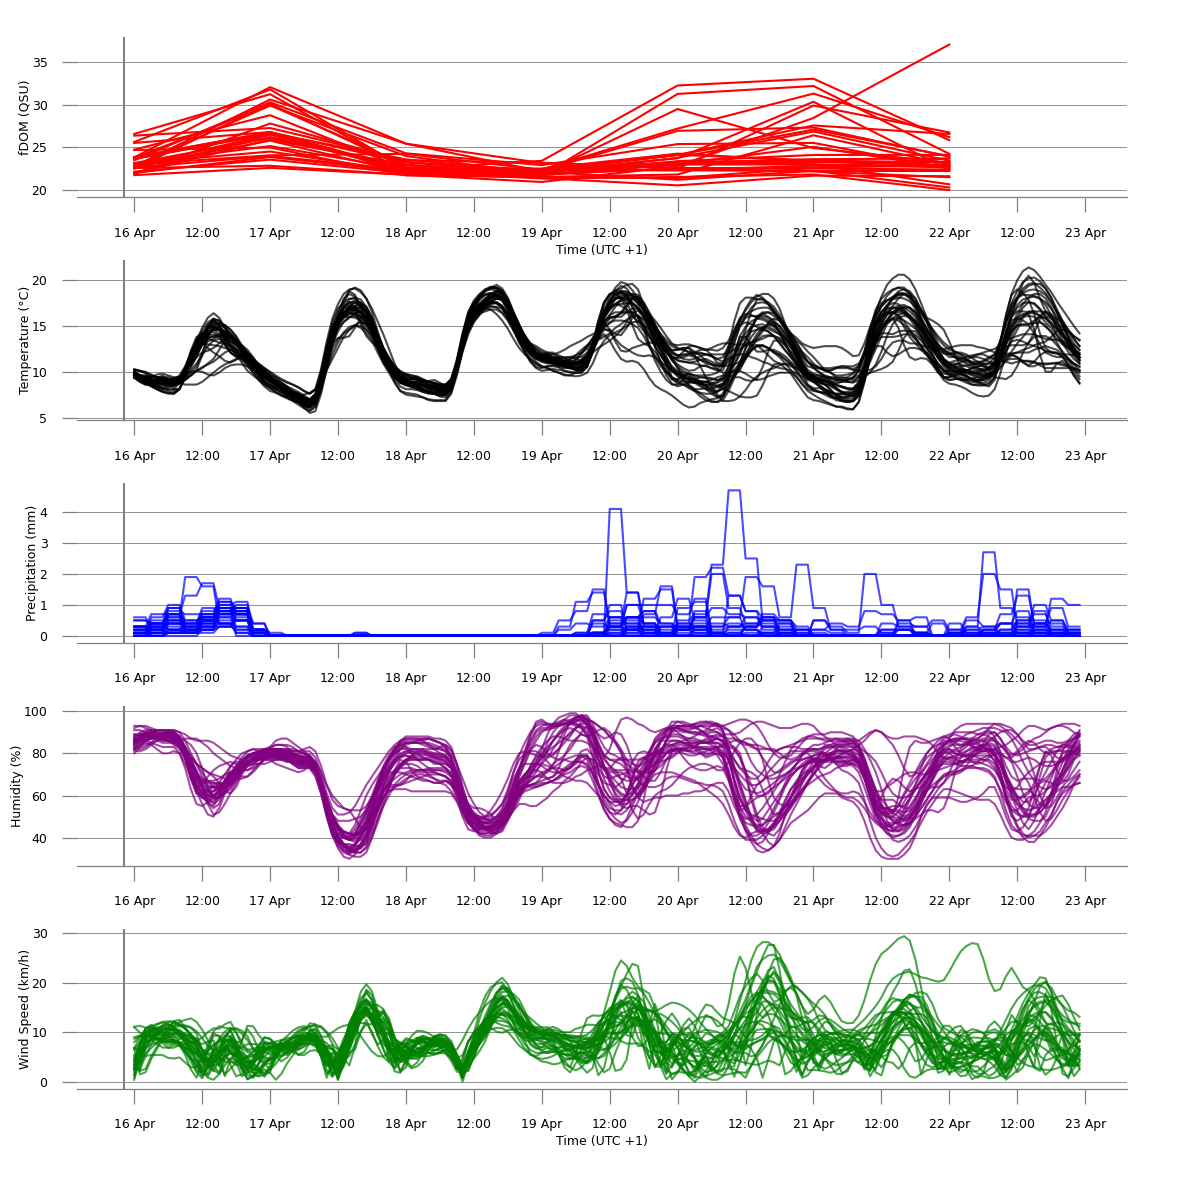 fDOM (QSU)
35
30
25
20
16 Apr 12:00 17 Apr 12:00 18 Apr 12:00 19 Apr 12:00 20 Apr 12:00 21 Apr 12:00 22 Apr 12:00 23 Apr
Time (UTC +1)
Temperature (°C)
20
15
10
5
16 Apr 12:00 17 Apr 12:00 18 Apr 12:00 19 Apr 12:00 20 Apr 12:00 21 Apr 12:00 22 Apr 12:00 23 Apr
Precipitation (mm)
4
3
2
1
0
16 Apr 12:00 17 Apr 12:00 18 Apr 12:00 19 Apr 12:00 20 Apr 12:00 21 Apr 12:00 22 Apr 12:00 23 Apr
Humidity (%)
100
80
60
40
16 Apr 12:00 17 Apr 12:00 18 Apr 12:00 19 Apr 12:00 20 Apr 12:00 21 Apr 12:00 22 Apr 12:00 23 Apr
Wind Speed (km/h)
30
20
10
0
16 Apr 12:00 17 Apr 12:00 18 Apr 12:00 19 Apr 12:00 20 Apr 12:00 21 Apr 12:00 22 Apr 12:00 23 Apr
Time (UTC +1)